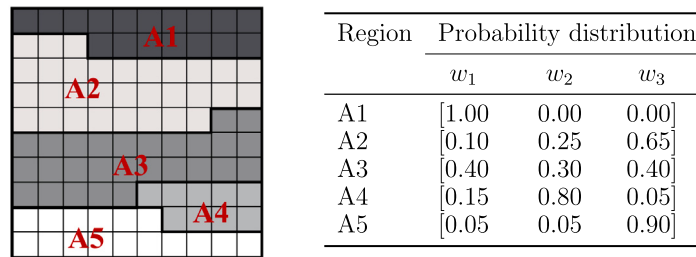 A1
A2
A3
A4
A5
Region Probability distribution
w1 w2 w3
A1 [1.00 0.00 0.00]
A2 [0.10 0.25 0.65]
A3 [0.40 0.30 0.40]
A4 [0.15 0.80 0.05]
A5 [0.05 0.05 0.90]